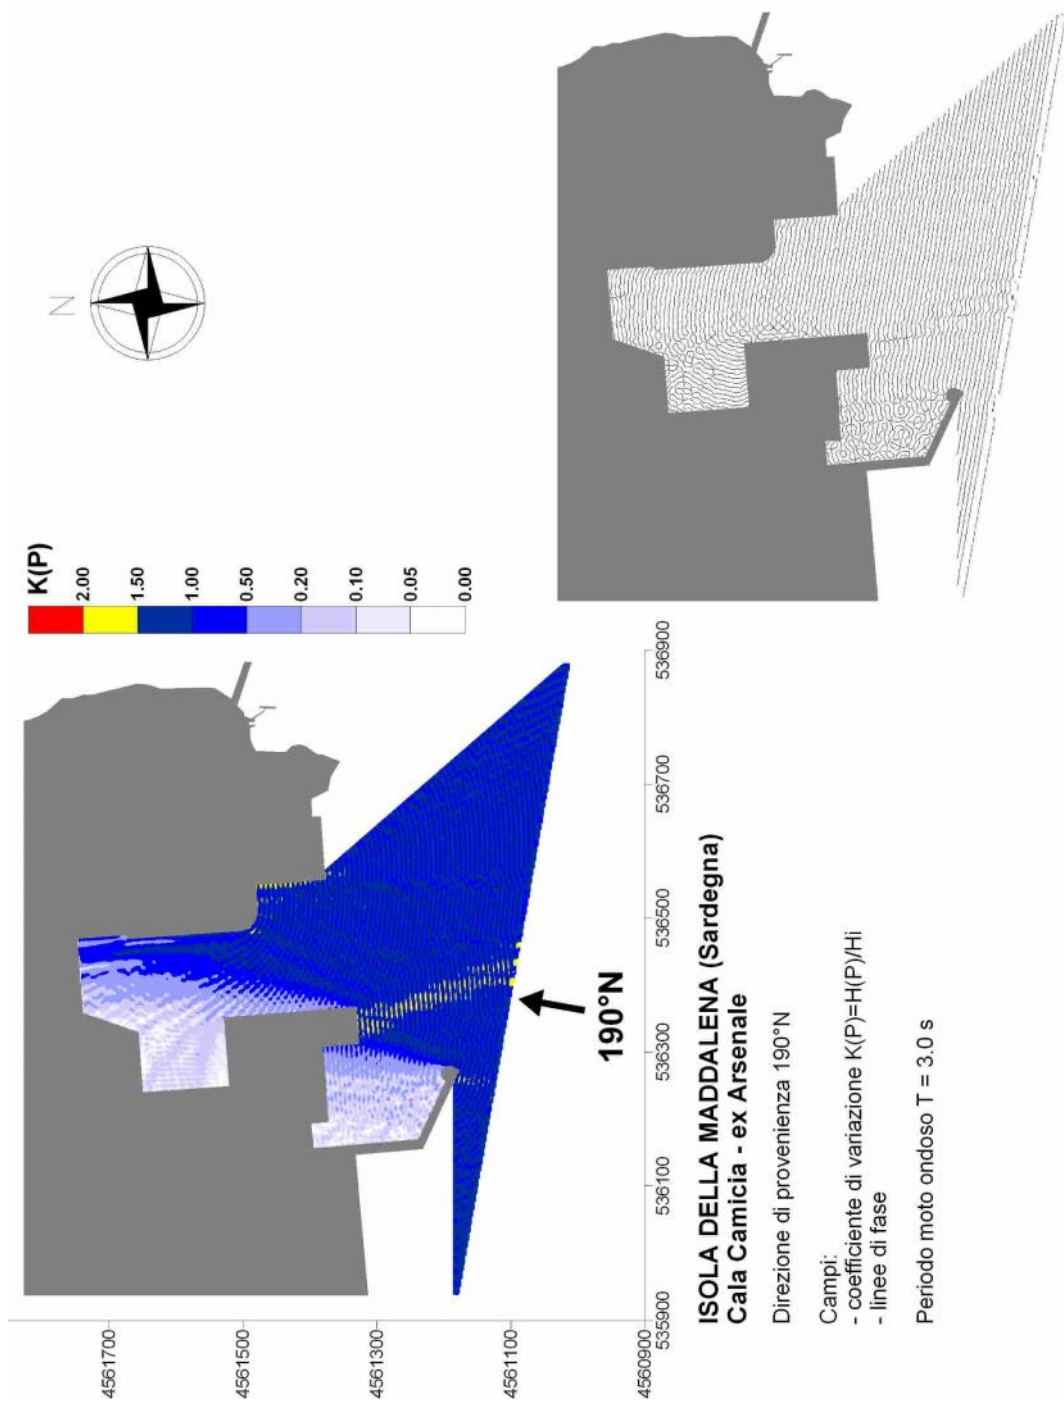 N
K(P)
2.00
1.50
1.00
0.50
0.20
0.10
0.05
0.00
4561700
4561500
4561300
4561100
4560900
535900
536100
536300
536500
536700
536900
190°N
ISOLA DELLA MADDALENA (Sardegna)
Cala Camicia - ex Arsenale
Direzione di provenienza 190°N
Campi:
- coefficiente di variazione K(P)=H(P)/Hi
- linee di fase
Periodo moto ondoso T = 3.0 s